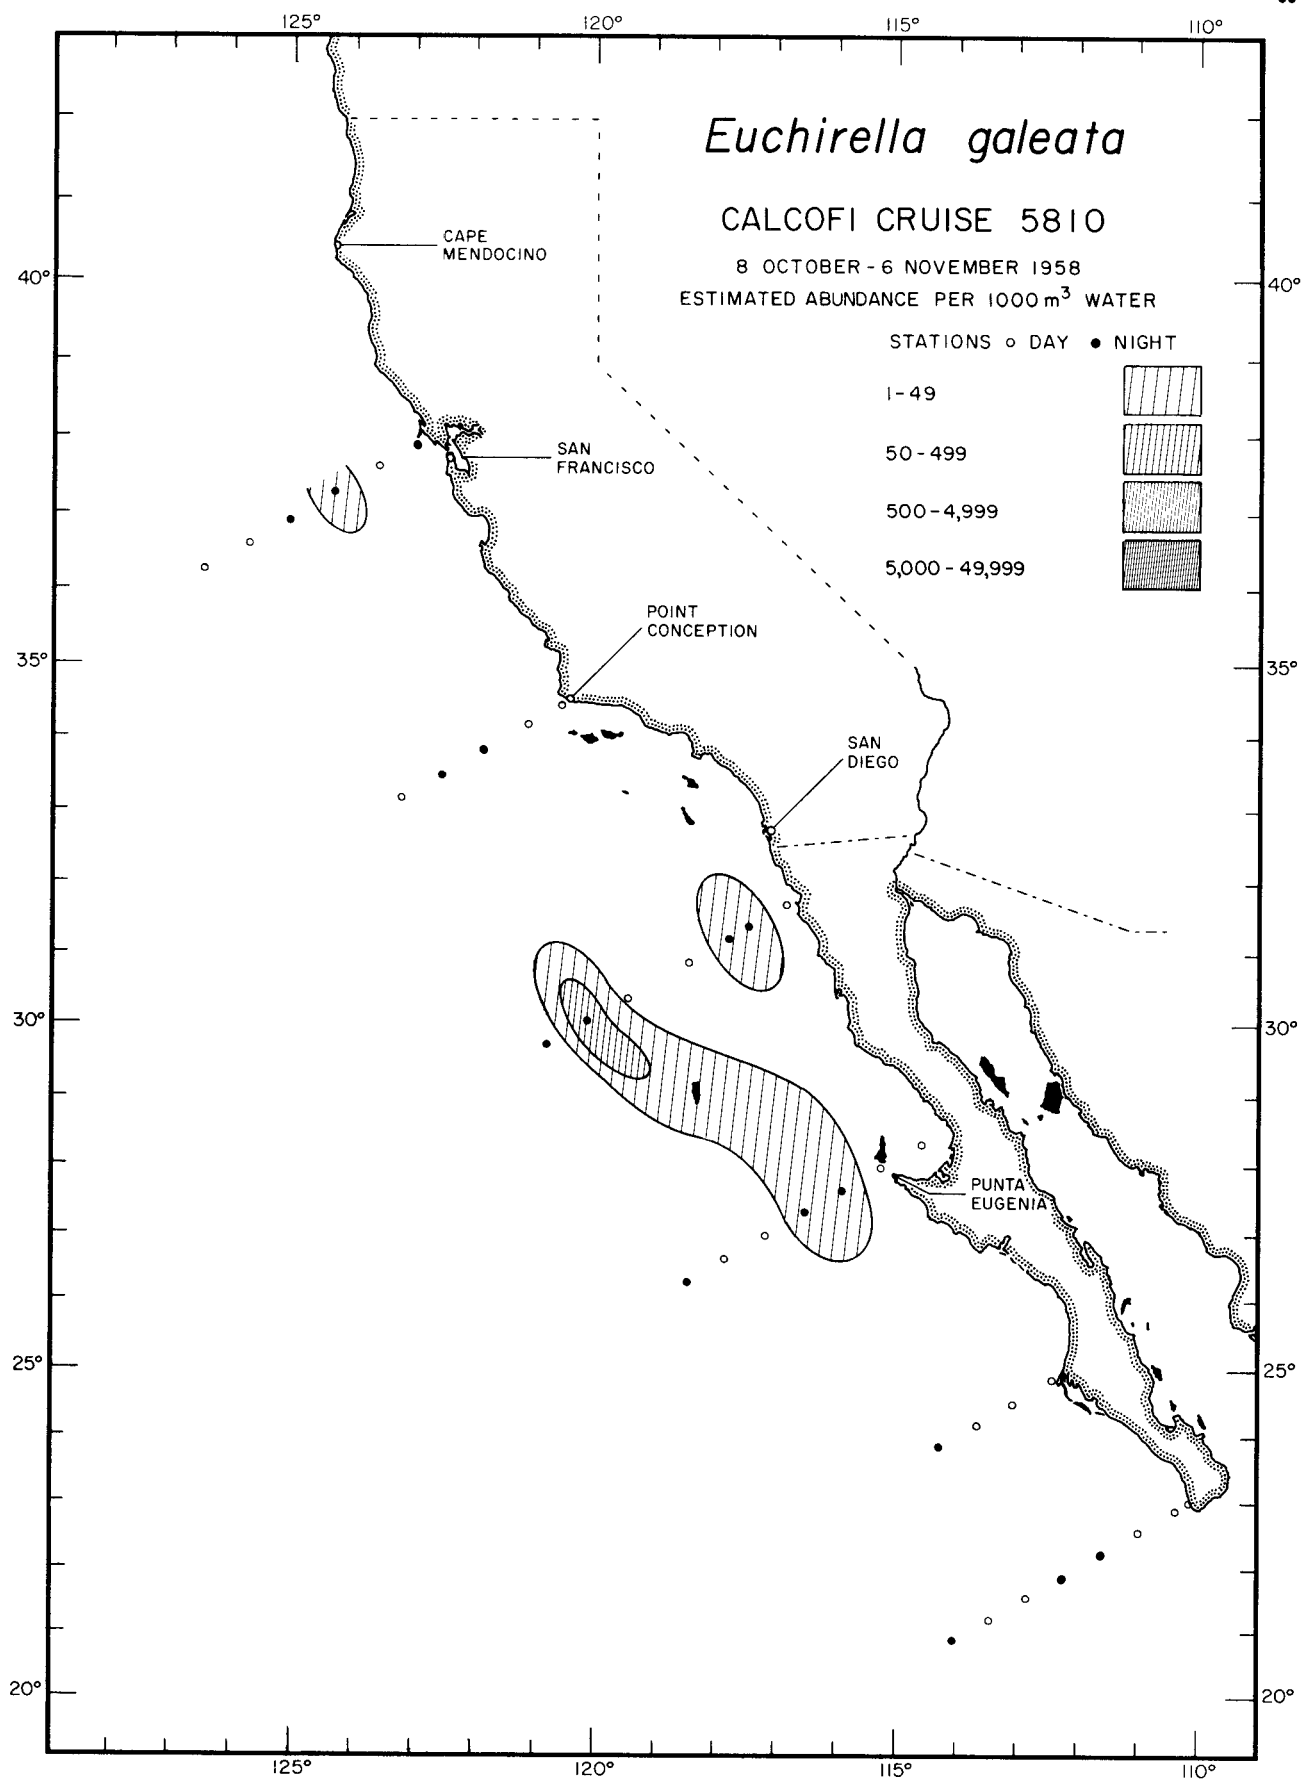 125° 120° 115° 110°
Euchirella galeata
CALCOFI CRUISE 5810
8 OCTOBER - 6 NOVEMBER 1958
ESTIMATED ABUNDANCE PER 1000 m³ WATER
STATIONS ○ DAY ● NIGHT
1-49
50-499
500-4,999
5,000-49,999
CAPE
MENDOCINO
40° 40°
SAN
FRANCISCO
POINT
CONCEPTION
35° 35°
SAN
DIEGO
30° 30°
PUNTA
EUGENIA
25° 25°
20° 20°
125° 120° 115° 110°